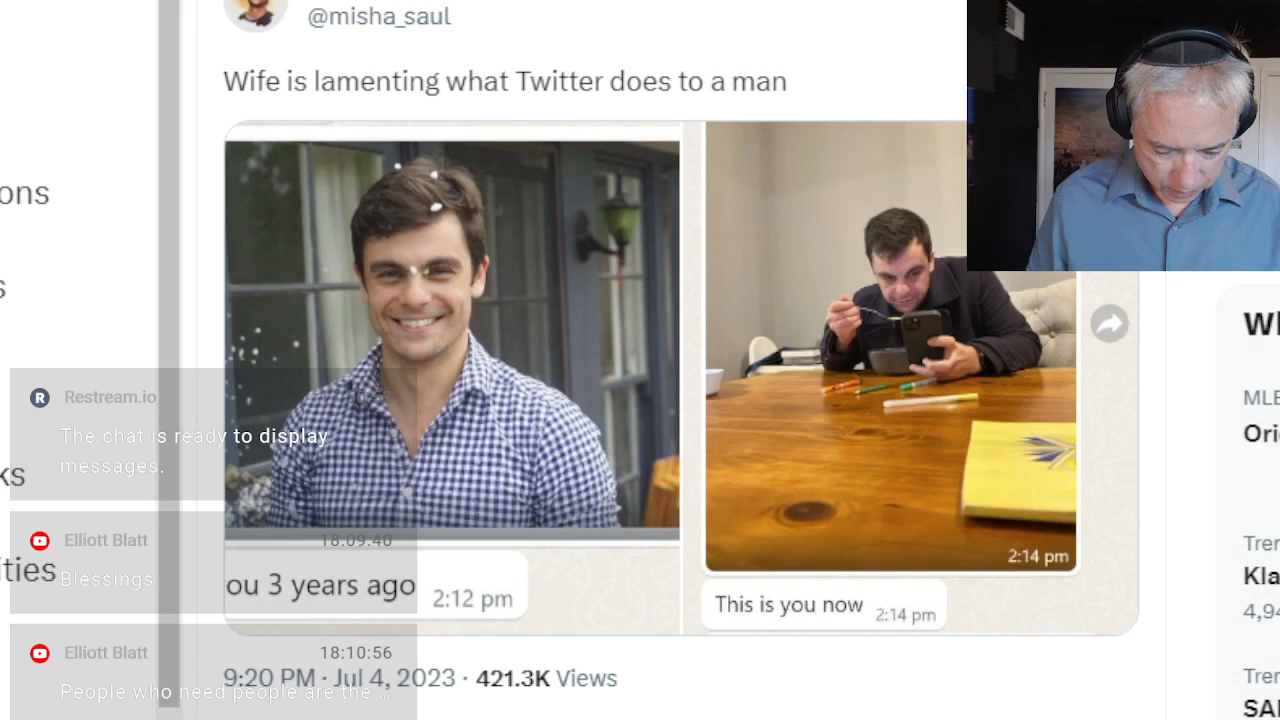 @misha_saul
Wife is lamenting what Twitter does to a man
ons
s
ks
ities
Restream.io
The chat is ready to display
messages.
Elliott Blatt 18:09:40
Blessings
Elliott Blatt 18:10:56
People who need people are the ...
ou 3 years ago 2:12 pm
2:14 pm
This is you now 2:14 pm
9:20 PM · Jul 4, 2023 · 421.3K Views
Wh
MLB
Ori
Tren
Kla
4,94
Tren
SAI